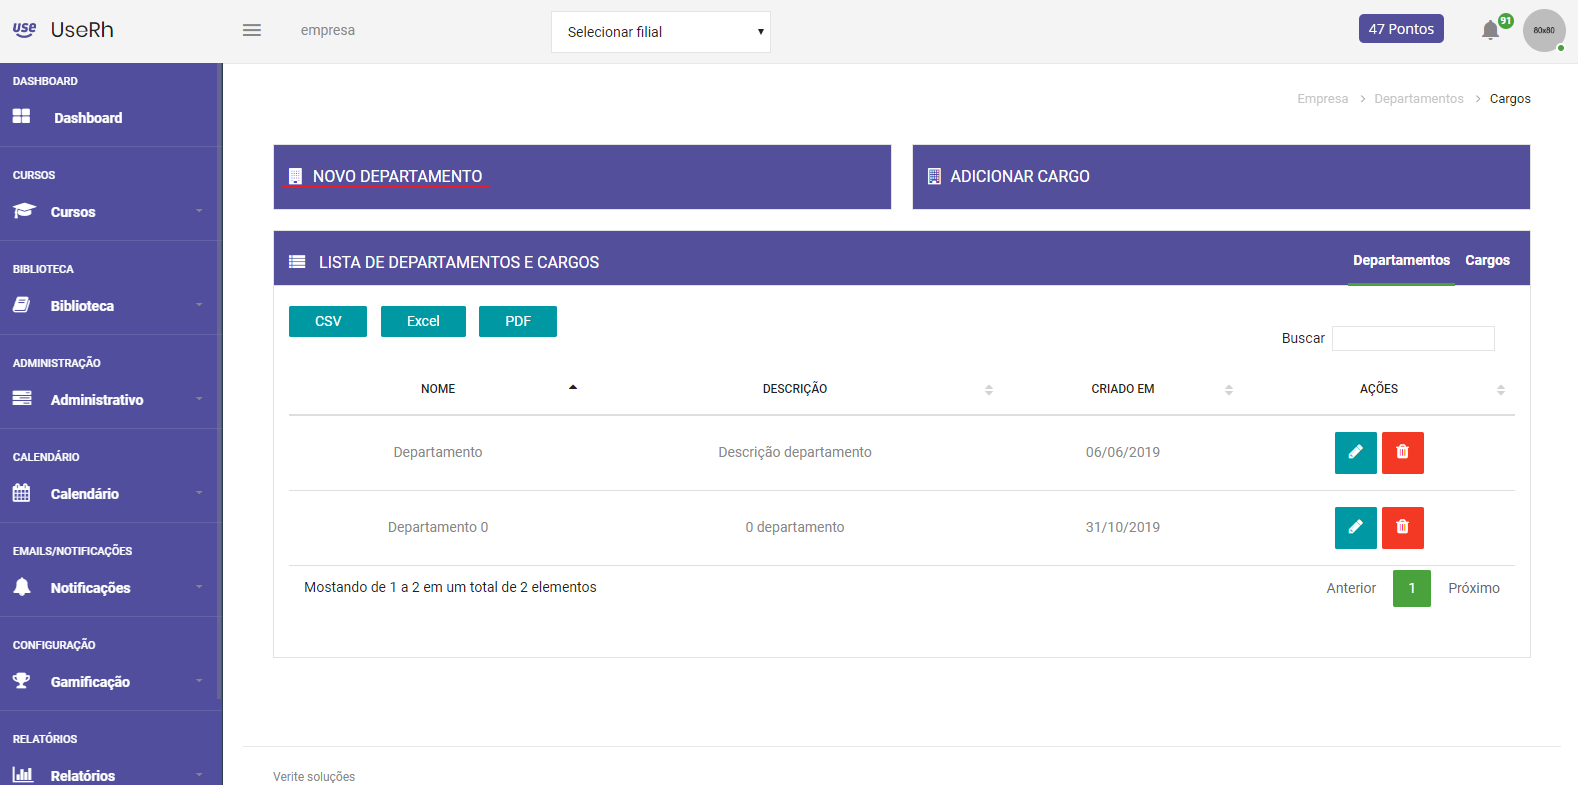 use UseRh
empresa
Selecionar filial
47 Pontos
91
80x80
DASHBOARD
Dashboard
CURSOS
Cursos
BIBLIOTECA
Biblioteca
ADMINISTRAÇÃO
Administrativo
CALENDÁRIO
Calendário
EMAILS/NOTIFICAÇÕES
Notificações
CONFIGURAÇÃO
Gamificação
RELATÓRIOS
Relatórios
Empresa > Departamentos > Cargos
NOVO DEPARTAMENTO
ADICIONAR CARGO
LISTA DE DEPARTAMENTOS E CARGOS
Departamentos Cargos
CSV Excel PDF
Buscar
NOME DESCRIÇÃO CRIADO EM AÇÕES
Departamento Descrição departamento 06/06/2019
Departamento 0 0 departamento 31/10/2019
Mostando de 1 a 2 em um total de 2 elementos
Anterior 1 Próximo
Verite soluções